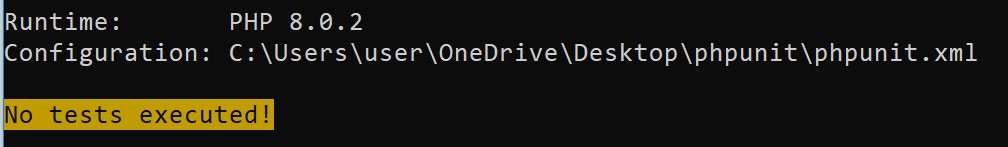 Runtime:       PHP 8.0.2
Configuration: C:\Users\user\OneDrive\Desktop\phpunit\phpunit.xml
No tests executed!